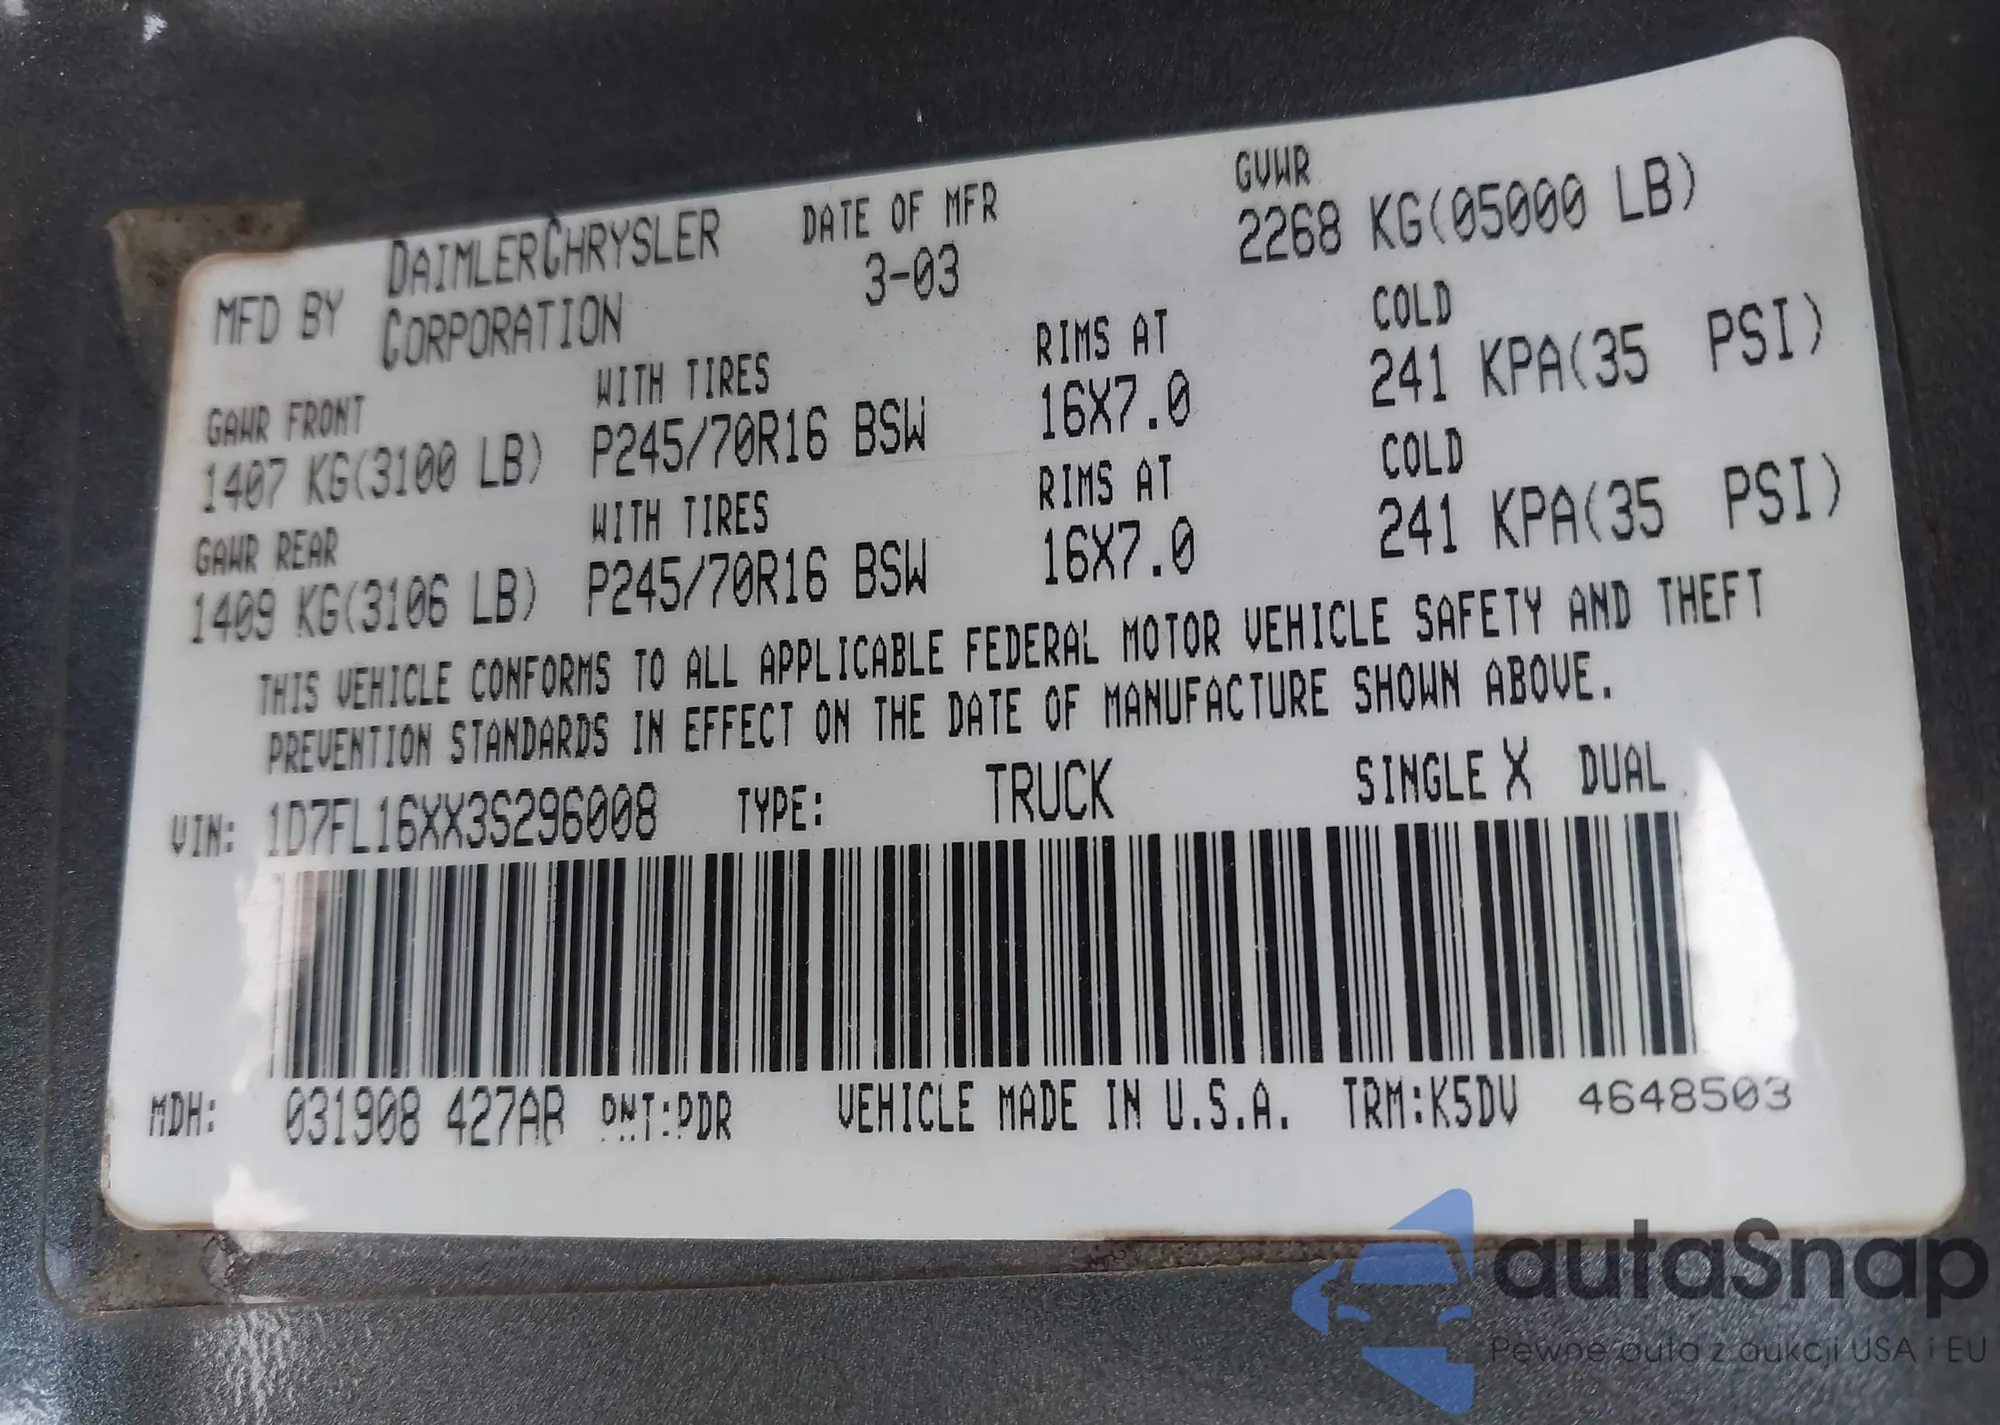 MFD BY DAIMLERCHRYSLER CORPORATION DATE OF MFR 3-03 GVWR 2268 KG(05000 LB)
GAWR FRONT WITH TIRES RIMS AT COLD
1407 KG(3100 LB) P245/70R16 BSW 16X7.0 241 KPA(35 PSI)
GAWR REAR WITH TIRES RIMS AT COLD
1409 KG(3106 LB) P245/70R16 BSW 16X7.0 241 KPA(35 PSI)
THIS VEHICLE CONFORMS TO ALL APPLICABLE FEDERAL MOTOR VEHICLE SAFETY AND THEFT
PREVENTION STANDARDS IN EFFECT ON THE DATE OF MANUFACTURE SHOWN ABOVE.
VIN: 1D7FL16XX3S296008 TYPE: TRUCK SINGLE X DUAL
MDH: 031908 427AB PNT:PDR VEHICLE MADE IN U.S.A. TRM:K5DV 4648503
autaSnap
Pewne auta z aukcji USA i EU